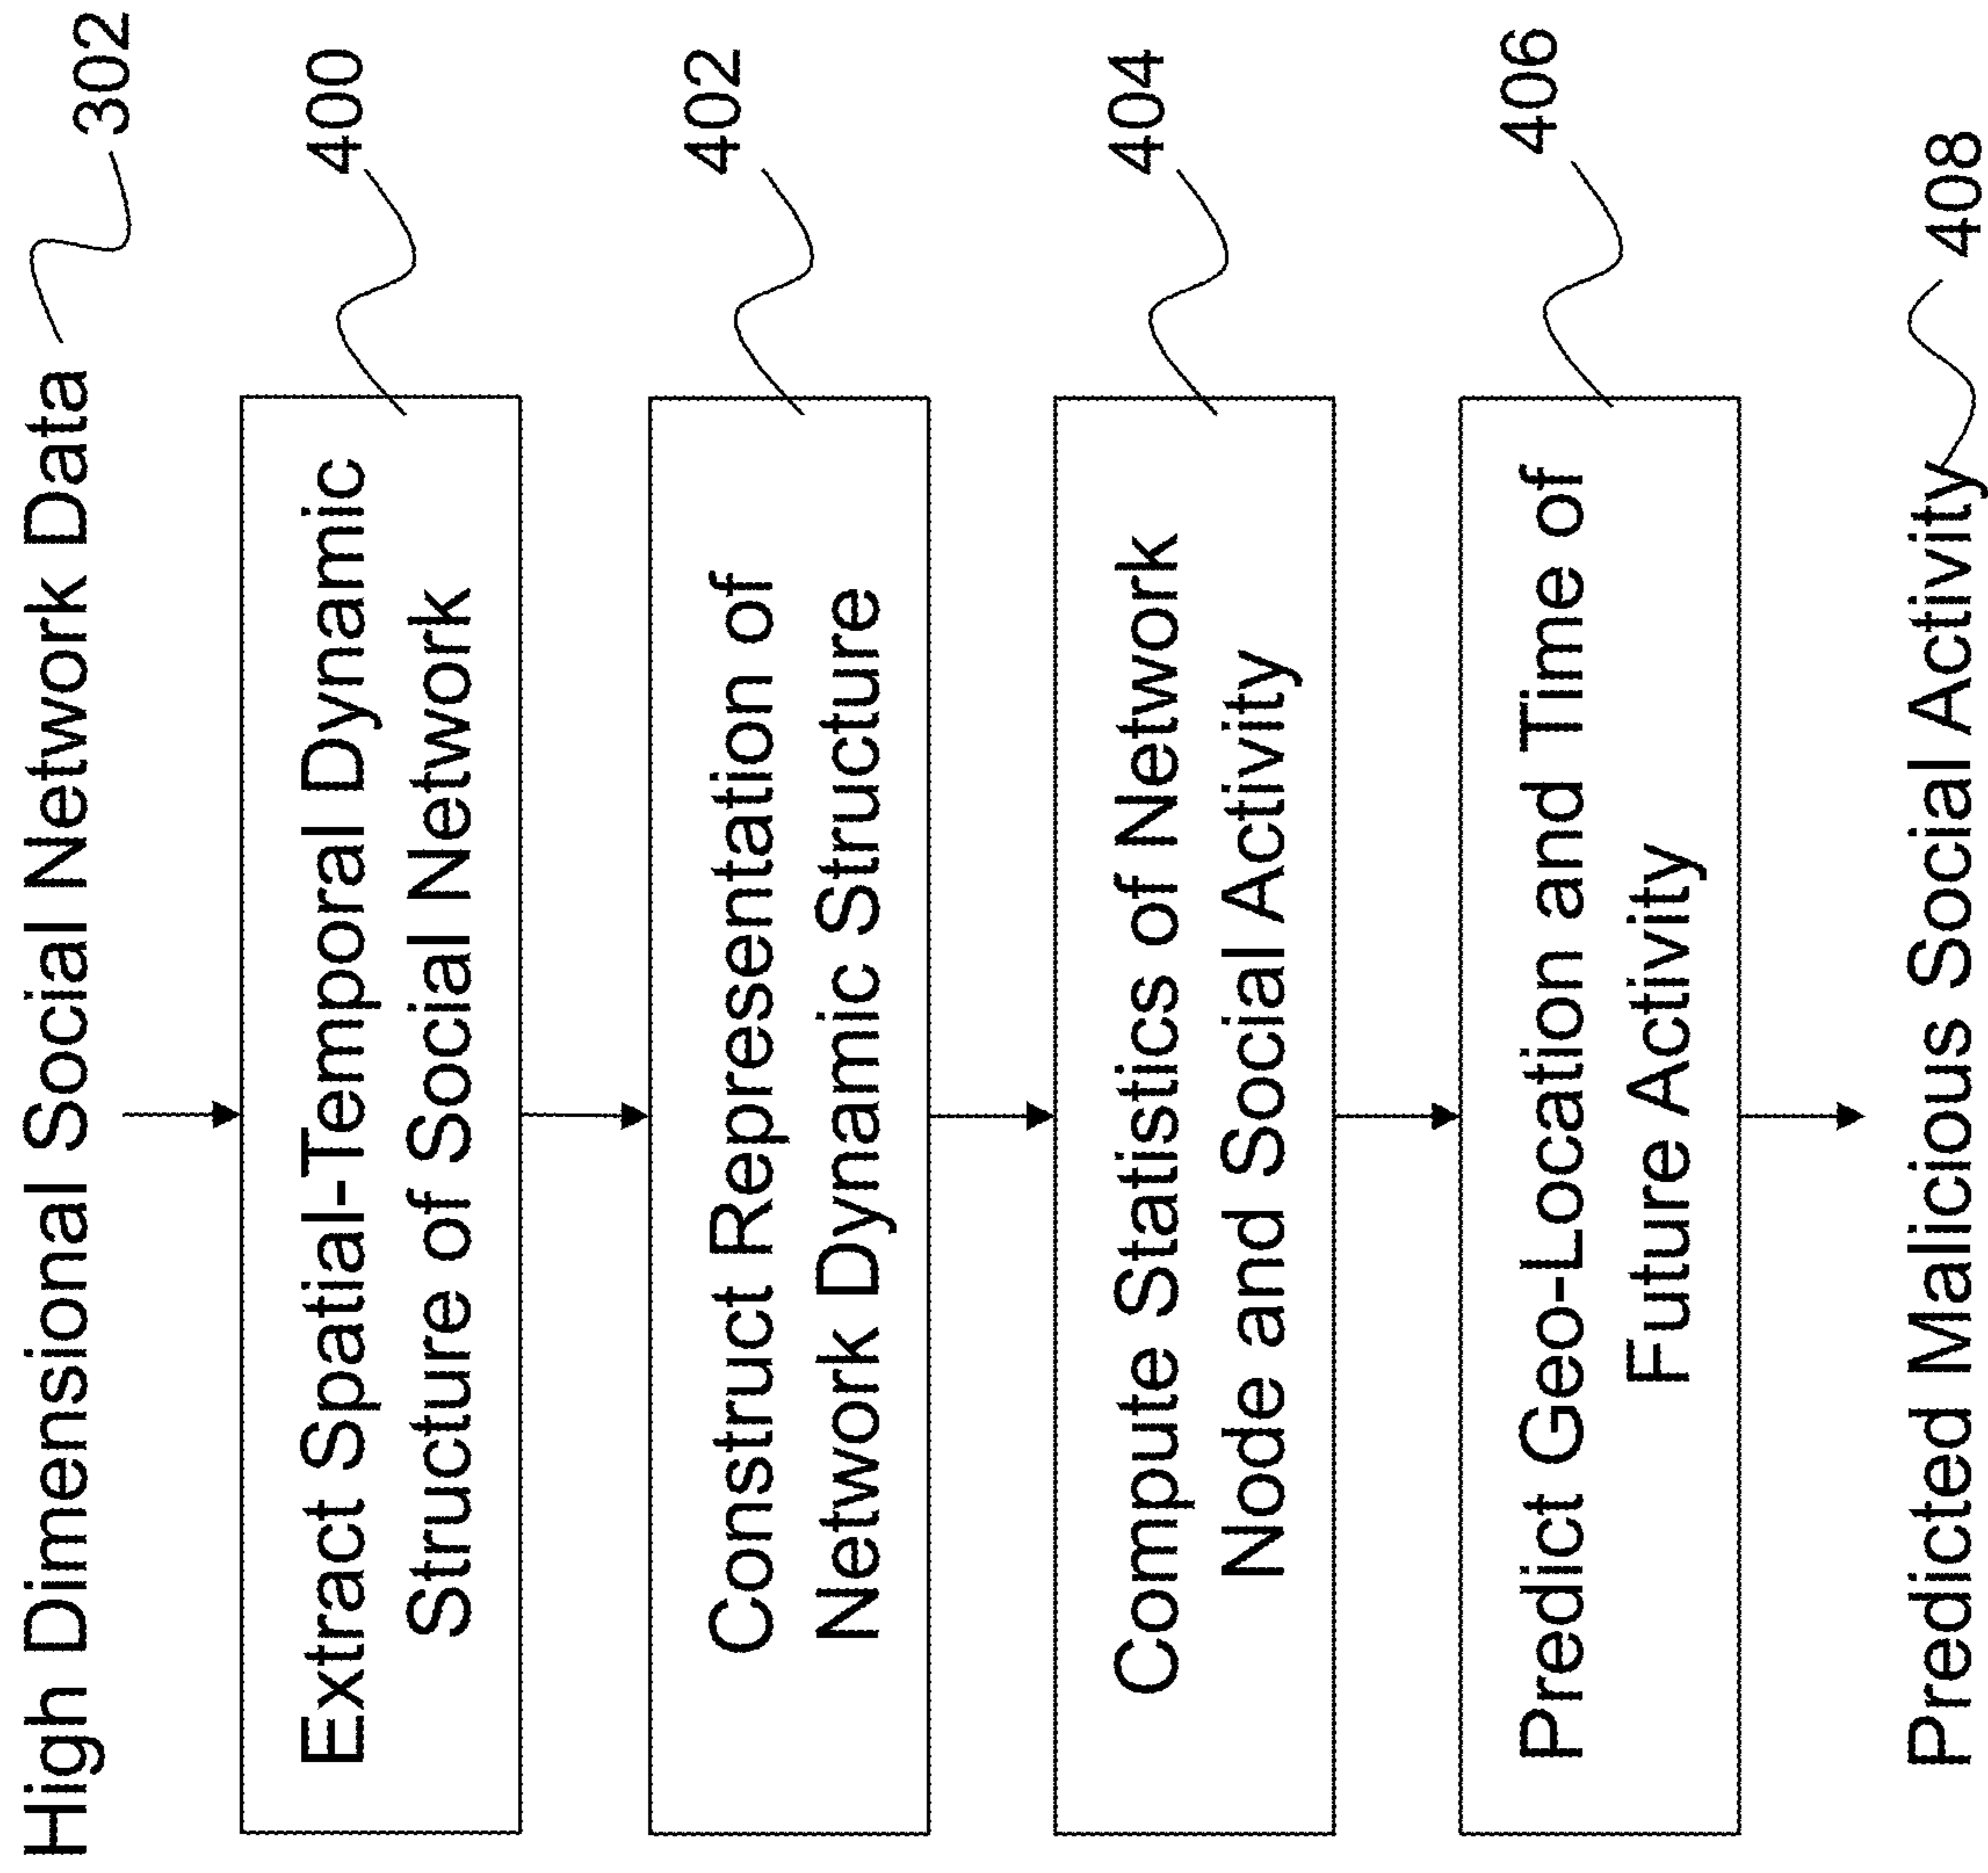 High Dimensional Social Network Data
302
Extract Spatial-Temporal Dynamic
Structure of Social Network
400
Construct Representation of
Network Dynamic Structure
402
Compute Statistics of Network
Node and Social Activity
404
Predict Geo-Location and Time of
Future Activity
406
Predicted Malicious Social Activity
408